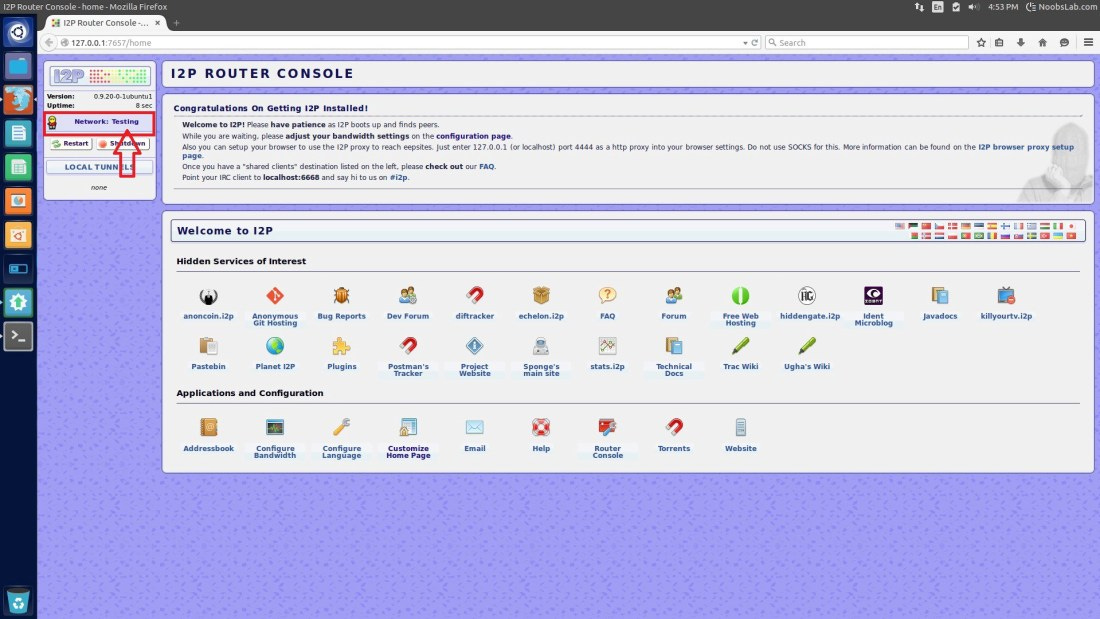 I2P Router Console - home - Mozilla Firefox
En
4:53 PM
NoobsLab.com
I2P Router Console -...
127.0.0.1:7657/home
Search
I2P
Version: 0.9.20-0-1ubuntu1
Uptime: 8 sec
Network: Testing
Restart
Shutdown
LOCAL TUNNELS
none
I2P ROUTER CONSOLE
Congratulations On Getting I2P Installed!
Welcome to I2P! Please have patience as I2P boots up and finds peers.
While you are waiting, please adjust your bandwidth settings on the configuration page.
Also you can setup your browser to use the I2P proxy to reach eepsites. Just enter 127.0.0.1 (or localhost) port 4444 as a http proxy into your browser settings. Do not use SOCKS for this. More information can be found on the I2P browser proxy setup
page.
Once you have a "shared clients" destination listed on the left, please check out our FAQ.
Point your IRC client to localhost:6668 and say hi to us on #i2p.
Welcome to I2P
Hidden Services of Interest
anoncoin.i2p
Anonymous
Git Hosting
Bug Reports
Dev Forum
diftracker
echelon.i2p
FAQ
Forum
Free Web
Hosting
hiddengate.i2p
Ident
Microblog
Javadocs
killyourtv.i2p
Pastebin
Planet I2P
Plugins
Postman's
Tracker
Project
Website
Sponge's
main site
stats.i2p
Technical
Docs
Trac Wiki
Ugha's Wiki
Applications and Configuration
Addressbook
Configure
Bandwidth
Configure
Language
Customize
Home Page
Email
Help
Router
Console
Torrents
Website